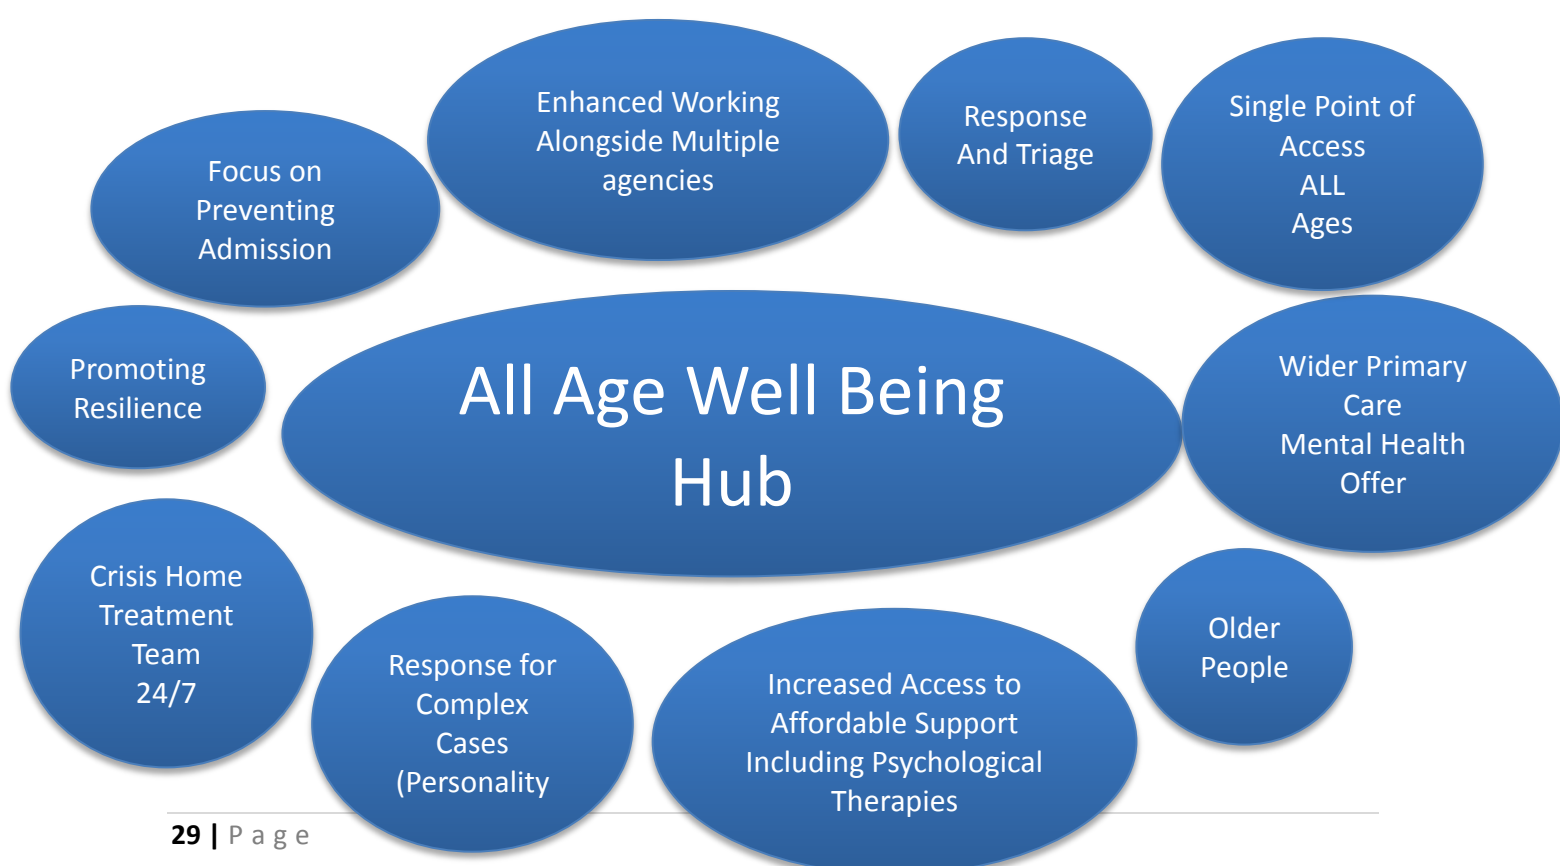 Enhanced Working
Alongside Multiple
agencies
Response
And Triage
Single Point of
Access
ALL
Ages
Focus on
Preventing
Admission
Promoting
Resilience
All Age Well Being
Hub
Wider Primary
Care
Mental Health
Offer
Crisis Home
Treatment
Team
24/7
Response for
Complex
Cases
(Personality
Increased Access to
Affordable Support
Including Psychological
Therapies
Older
People
29 | Page